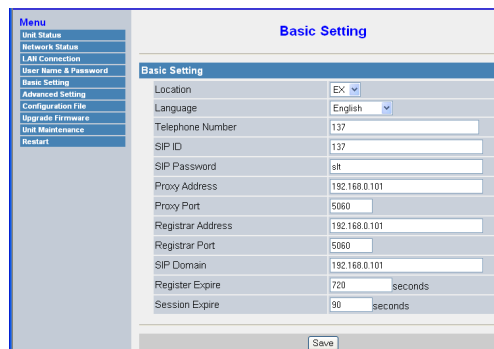 Menu
Unit Status
Network Status
LAN Connection
User Name & Password
Basic Setting
Advanced Setting
Configuration File
Upgrade Firmware
Unit Maintenance
Restart
Basic Setting
Basic Setting
Location EX
Language English
Telephone Number 137
SIP ID 137
SIP Password slt
Proxy Address 192.168.0.101
Proxy Port 5060
Registrar Address 192.168.0.101
Registrar Port 5060
SIP Domain 192.168.0.101
Register Expire 720 seconds
Session Expire 90 seconds
Save